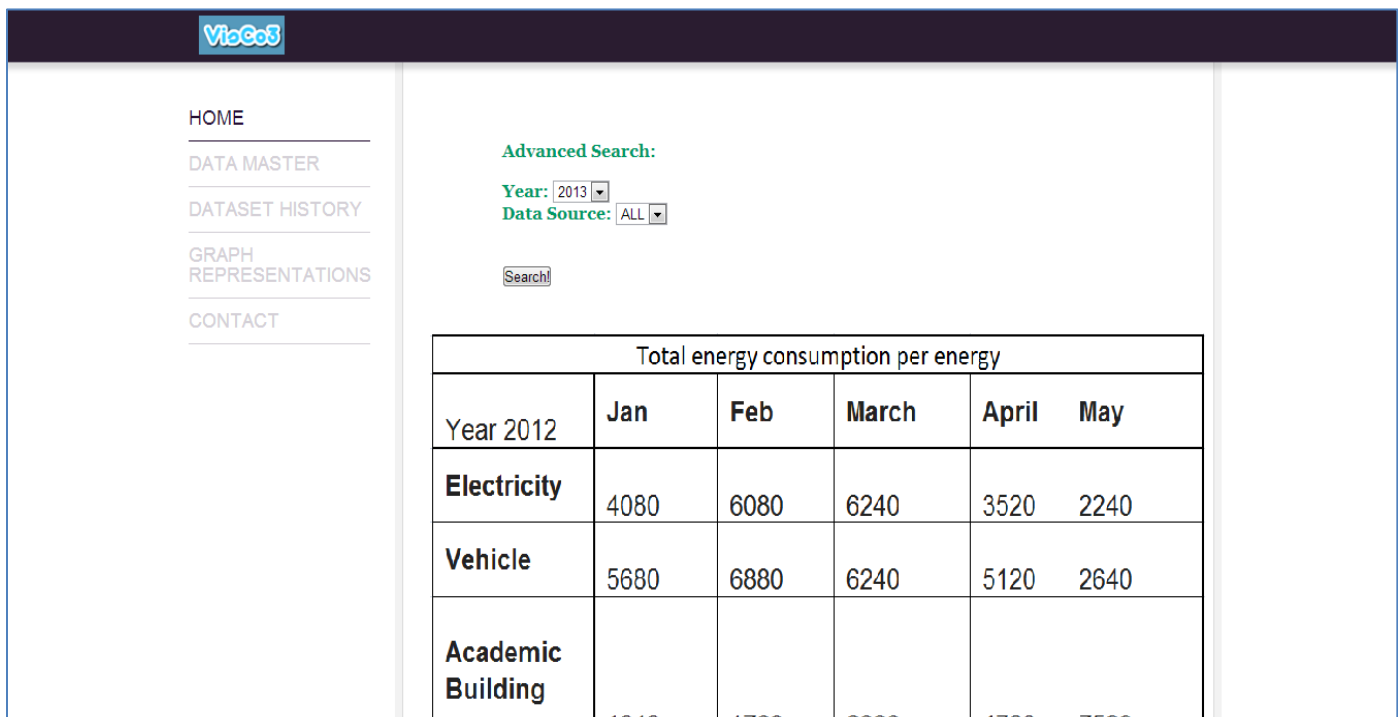 VisCo3
HOME
DATA MASTER
DATASET HISTORY
GRAPH
REPRESENTATIONS
CONTACT
Advanced Search:
Year: 2013
Data Source: ALL
Search!
Total energy consumption per energy
Year 2012 Jan Feb March April May
Electricity 4080 6080 6240 3520 2240
Vehicle 5680 6880 6240 5120 2640
Academic
Building